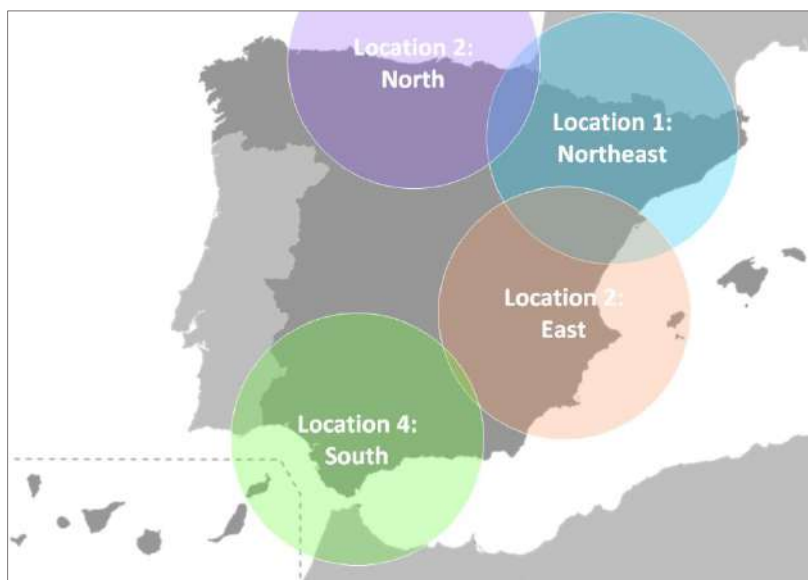 Location 2:
North
Location 1:
Northeast
Location 2:
East
Location 4:
South